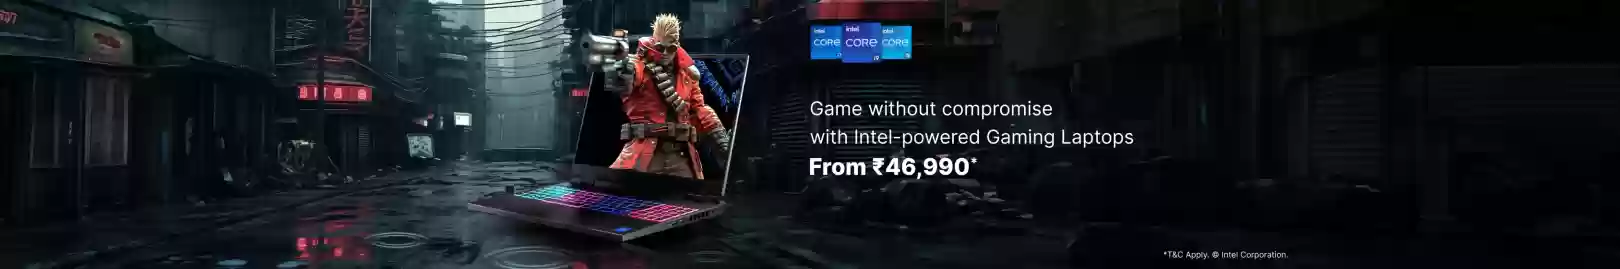 intel
CORE
intel
CORE
i9
intel
CORE
Game without compromise
with Intel-powered Gaming Laptops
From ₹46,990*
*T&C Apply. © Intel Corporation.